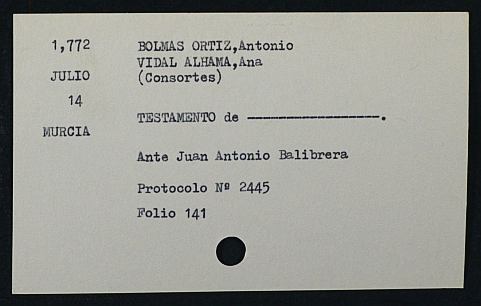 1,772
JULIO
14
MURCIA
BOLMAS ORTIZ,Antonio
VIDAL ALHAMA,Ana
(Consortes)
TESTAMENTO de -----------------.
Ante Juan Antonio Balibrera
Protocolo Nº 2445
Folio 141